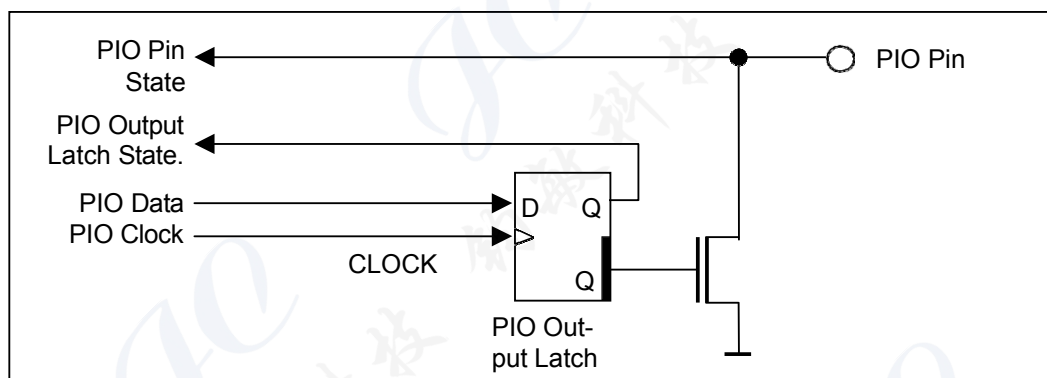 PIO Pin
State
PIO Pin
PIO Output
Latch State.
PIO Data
PIO Clock
D
Q
CLOCK
Q
PIO Out-
put Latch